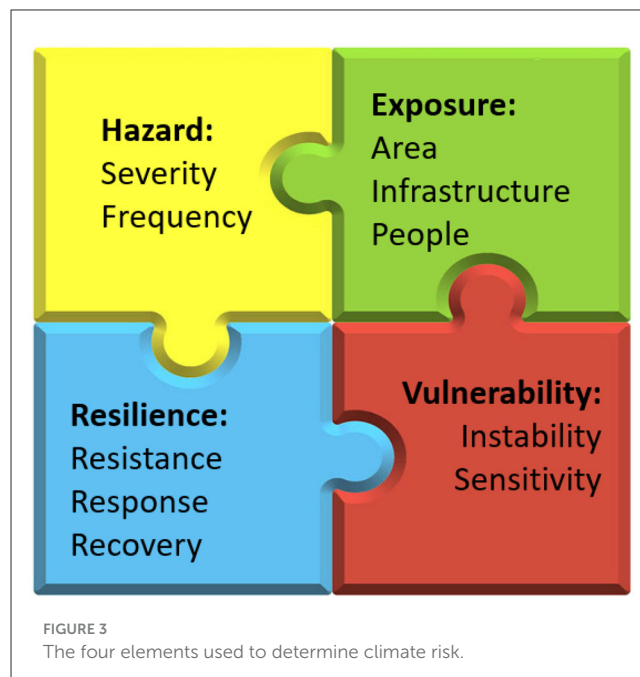 Hazard:
Severity
Frequency
Exposure:
Area
Infrastructure
People
Resilience:
Resistance
Response
Recovery
Vulnerability:
Instability
Sensitivity
FIGURE 3
The four elements used to determine climate risk.